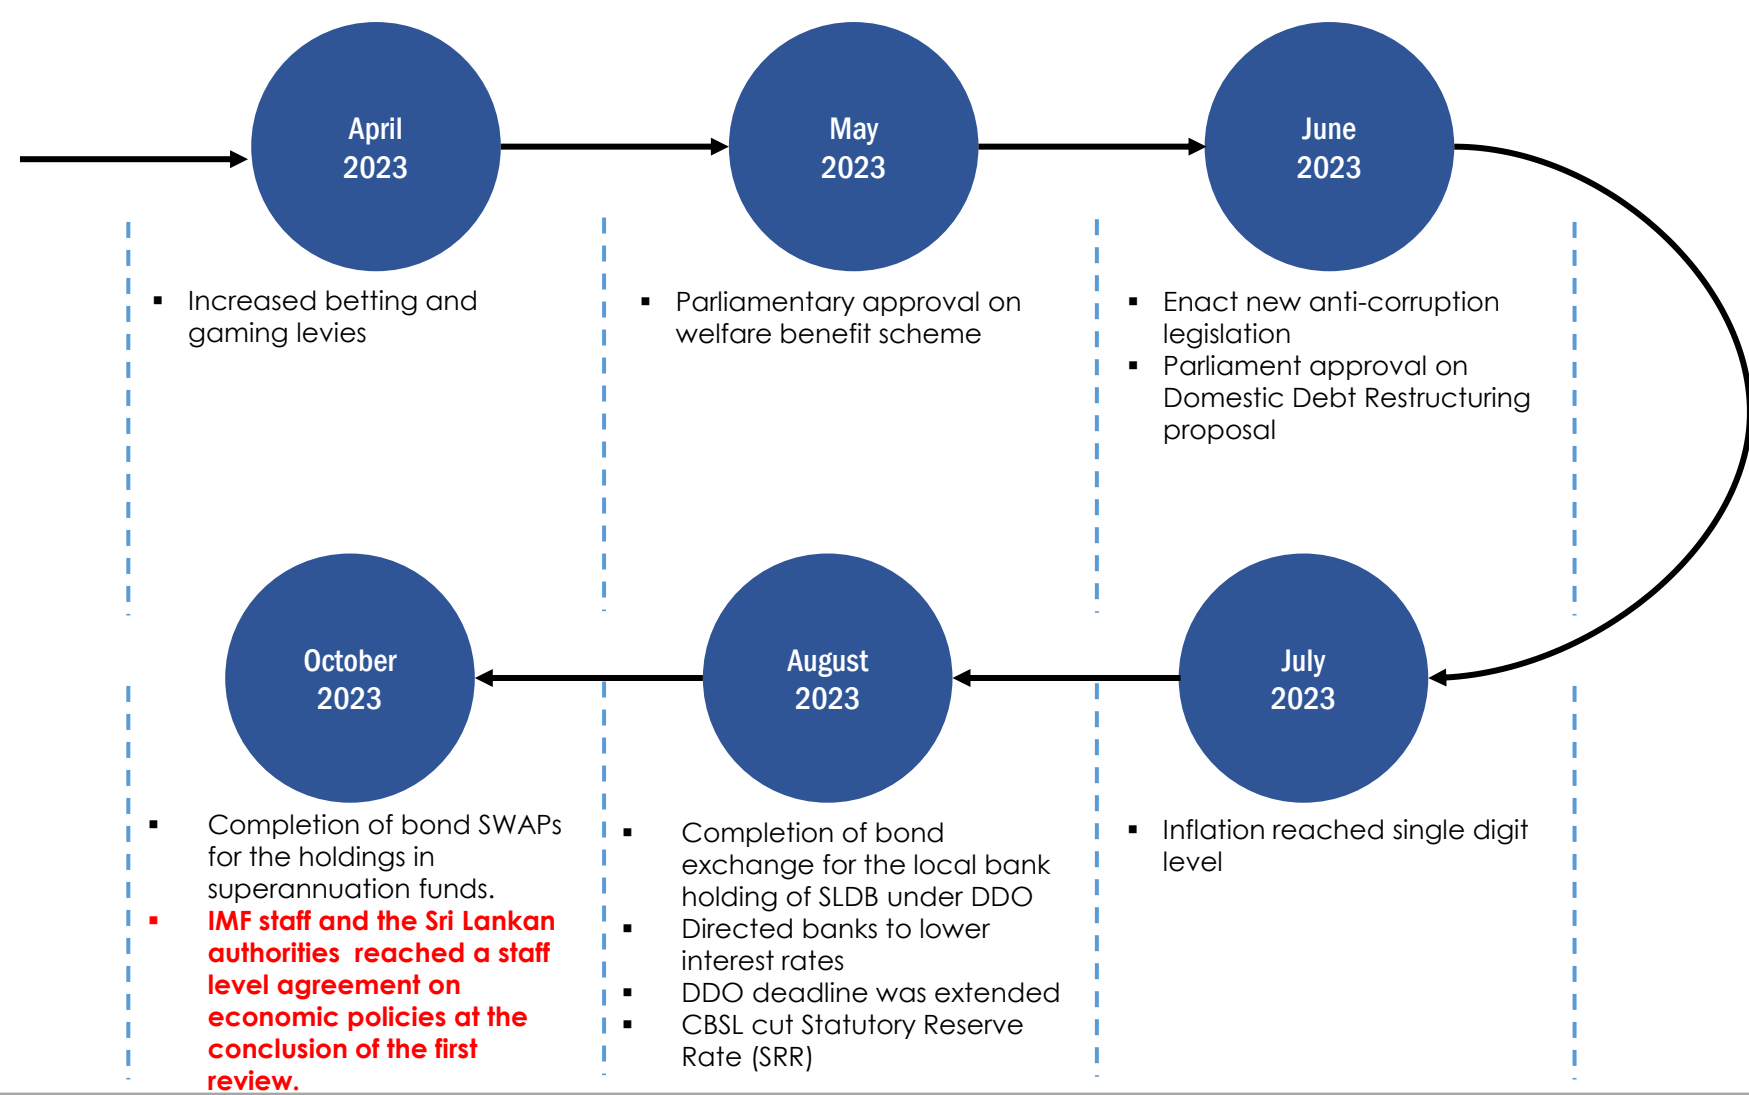 April
2023
May
2023
June
2023
▪ Increased betting and
gaming levies
▪ Parliamentary approval on
welfare benefit scheme
▪ Enact new anti-corruption
legislation
▪ Parliament approval on
Domestic Debt Restructuring
proposal
October
2023
August
2023
July
2023
▪ Completion of bond SWAPs
for the holdings in
superannuation funds.
▪ IMF staff and the Sri Lankan
authorities  reached a staff
level agreement on
economic policies at the
conclusion of the first
review.
▪ Completion of bond
exchange for the local bank
holding of SLDB under DDO
▪ Directed banks to lower
interest rates
▪ DDO deadline was extended
▪ CBSL cut Statutory Reserve
Rate (SRR)
▪ Inflation reached single digit
level